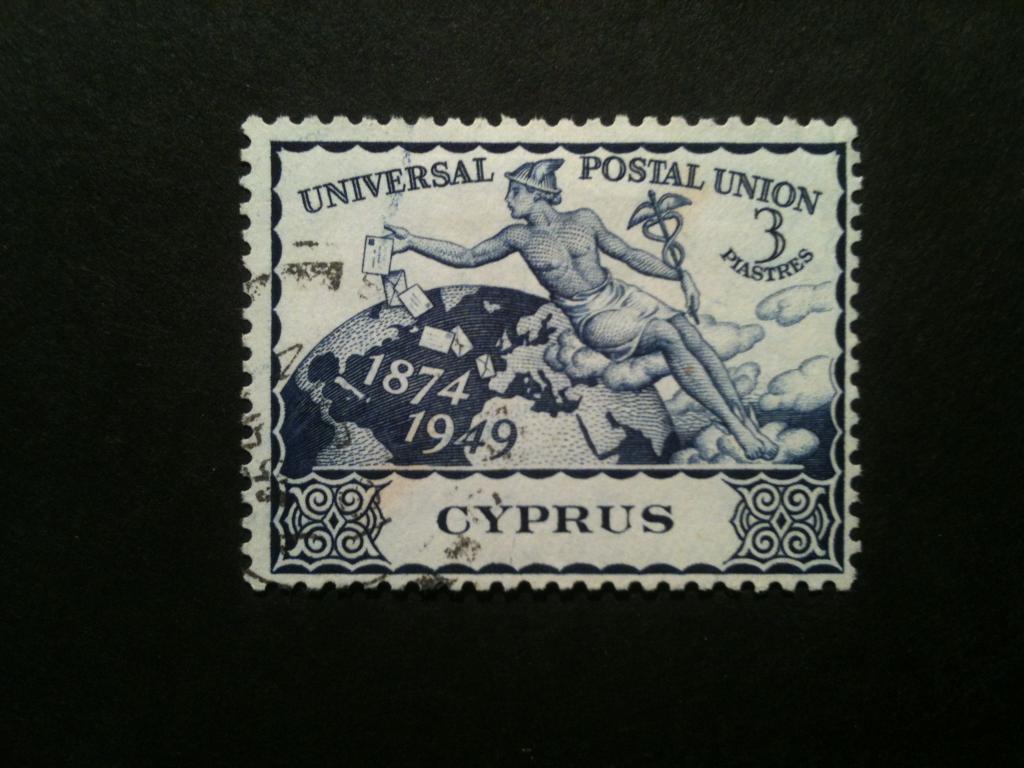 UNIVERSAL POSTAL UNION
3
PIASTRES
1874
1949
CYPRUS